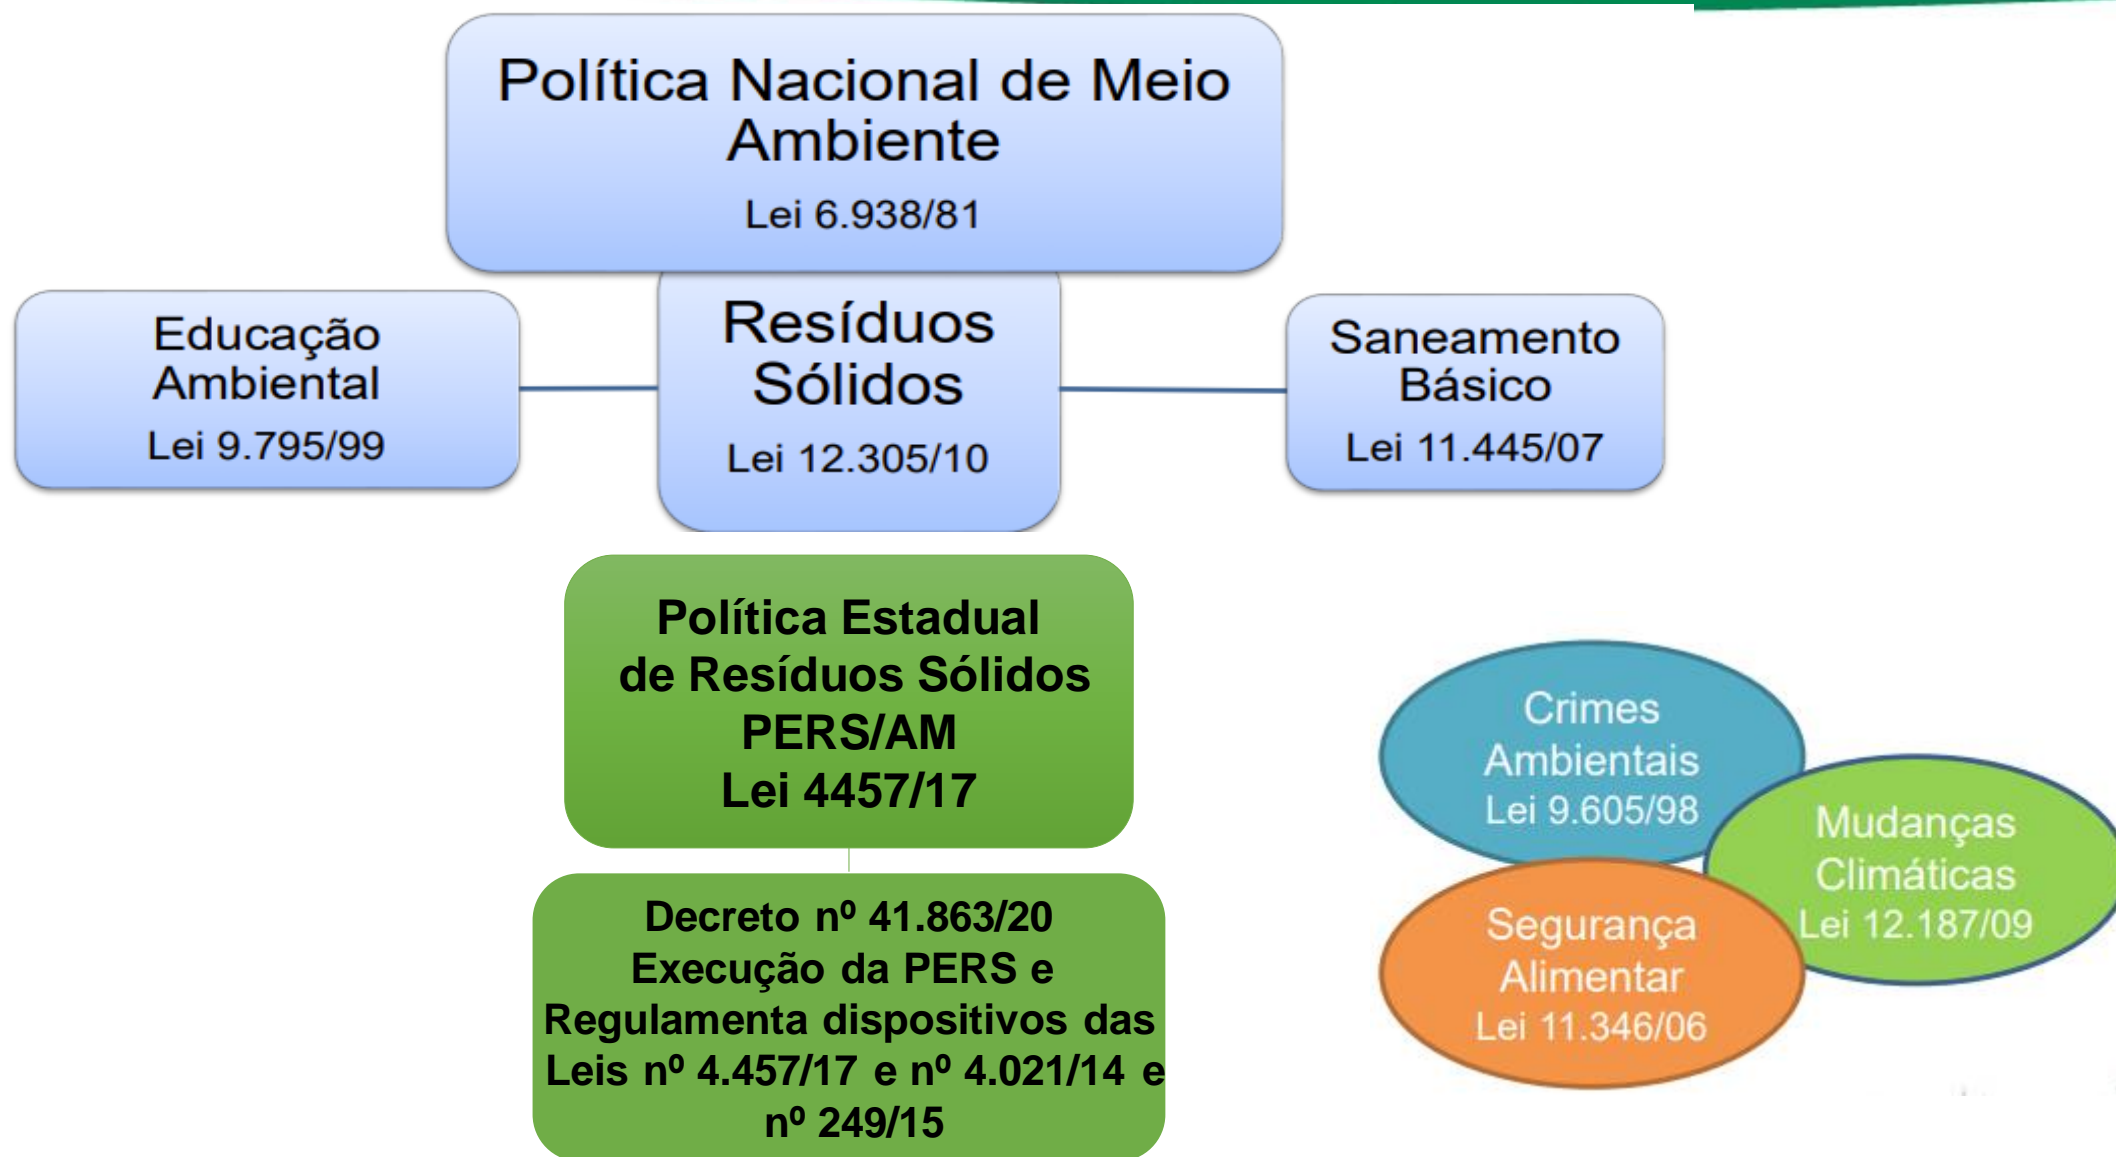 Política Nacional de Meio
Ambiente
Lei 6.938/81
Educação
Ambiental
Lei 9.795/99
Resíduos
Sólidos
Lei 12.305/10
Saneamento
Básico
Lei 11.445/07
Política Estadual
de Resíduos Sólidos
PERS/AM
Lei 4457/17
Decreto nº 41.863/20
Execução da PERS e
Regulamenta dispositivos das
Leis nº 4.457/17 e nº 4.021/14 e
nº 249/15
Crimes
Ambientais
Lei 9.605/98
Mudanças
Climáticas
Lei 12.187/09
Segurança
Alimentar
Lei 11.346/06